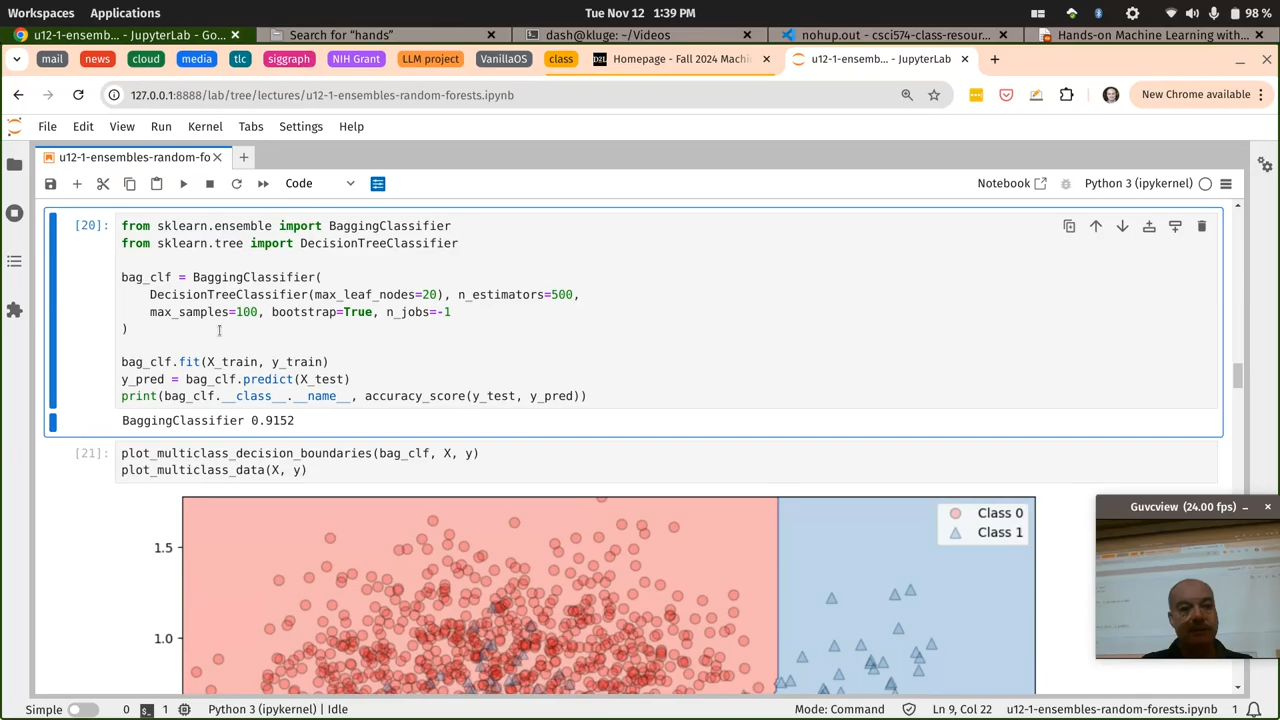 Workspaces Applications Tue Nov 12 1:39 PM 98 %
u12-1-ensemb... - JupyterLab - Go... Search for “hands” dash@kluge: ~/Videos nohup.out - csci574-class-resour... Hands-on Machine Learning with...
mail news cloud media tlc siggraph NIH Grant LLM project VanillaOS class D2L Homepage - Fall 2024 Machi u12-1-ensemb... - JupyterLab
127.0.0.1:8888/lab/tree/lectures/u12-1-ensembles-random-forests.ipynb New Chrome available
File Edit View Run Kernel Tabs Settings Help
u12-1-ensembles-random-fo
Code Notebook Python 3 (ipykernel)
[20]: from sklearn.ensemble import BaggingClassifier
from sklearn.tree import DecisionTreeClassifier
bag_clf = BaggingClassifier(
DecisionTreeClassifier(max_leaf_nodes=20), n_estimators=500,
max_samples=100, bootstrap=True, n_jobs=-1
)
bag_clf.fit(X_train, y_train)
y_pred = bag_clf.predict(X_test)
print(bag_clf.__class__.__name__, accuracy_score(y_test, y_pred))
BaggingClassifier 0.9152
[21]: plot_multiclass_decision_boundaries(bag_clf, X, y)
plot_multiclass_data(X, y)
Guvcview (24.00 fps)
Class 0
Class 1
1.5
1.0
Simple 0 1 Python 3 (ipykernel) | Idle Mode: Command Ln 9, Col 22 u12-1-ensembles-random-forests.ipynb 1